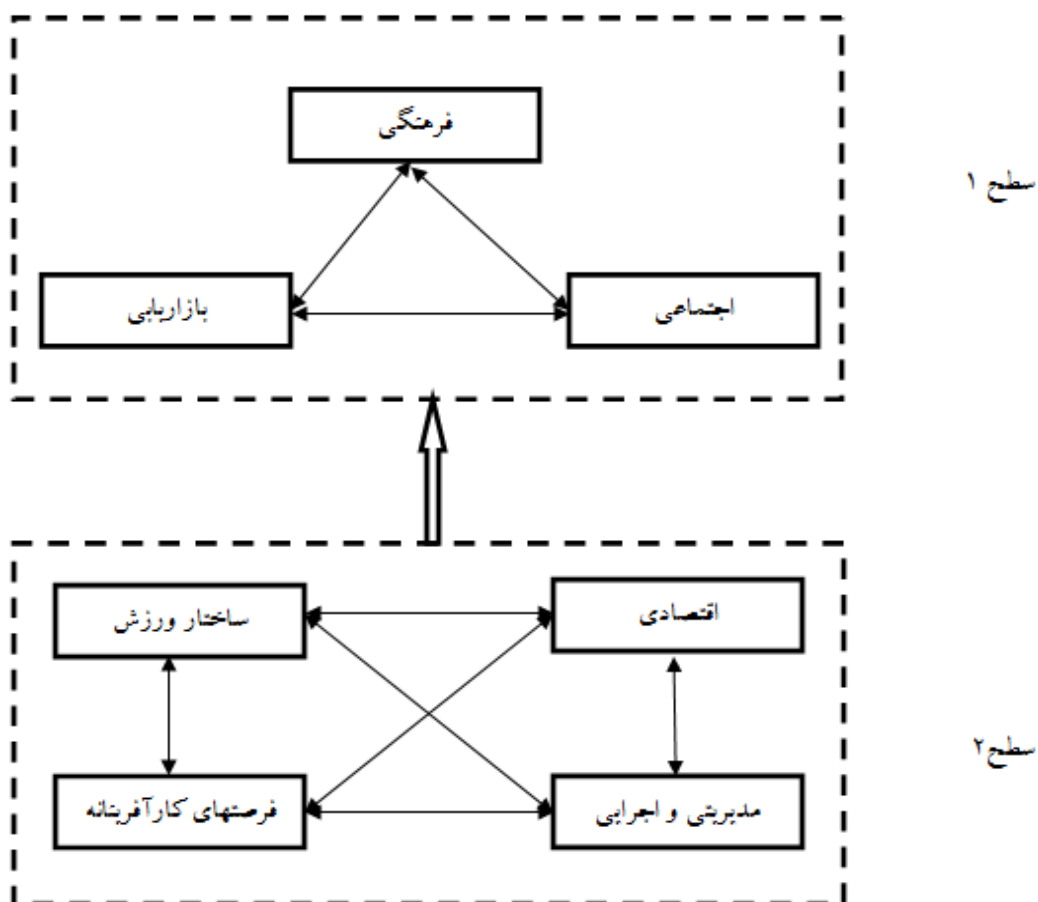 فرهنگی
سطح ۱
اجتماعی
بازاریابی
اقتصادی
ساختار ورزش
سطح۲
مدیریتی و اجرایی
فرصتهای کارآفرینانه